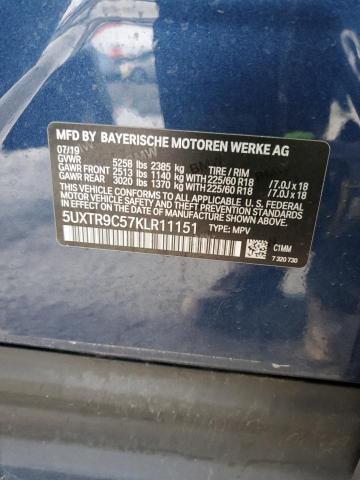 MFD BY BAYERISCHE MOTOREN WERKE AG
07/19
GVWR 5258 lbs 2385 kg TIRE / RIM
GAWR FRONT 2513 lbs 1140 kg WITH 225/60 R18 / 7.0J x 18
GAWR REAR 3020 lbs 1370 kg WITH 225/60 R18 / 7.0J x 18
THIS VEHICLE CONFORMS TO ALL APPLICABLE U. S. FEDERAL
SAFETY, BUMPER, AND THEFT PREVENTION STANDARDS IN
EFFECT ON THE DATE OF MANUFACTURE SHOWN ABOVE.
5UXTR9C57KLR11151 TYPE: MPV
C1MM
7 320 730